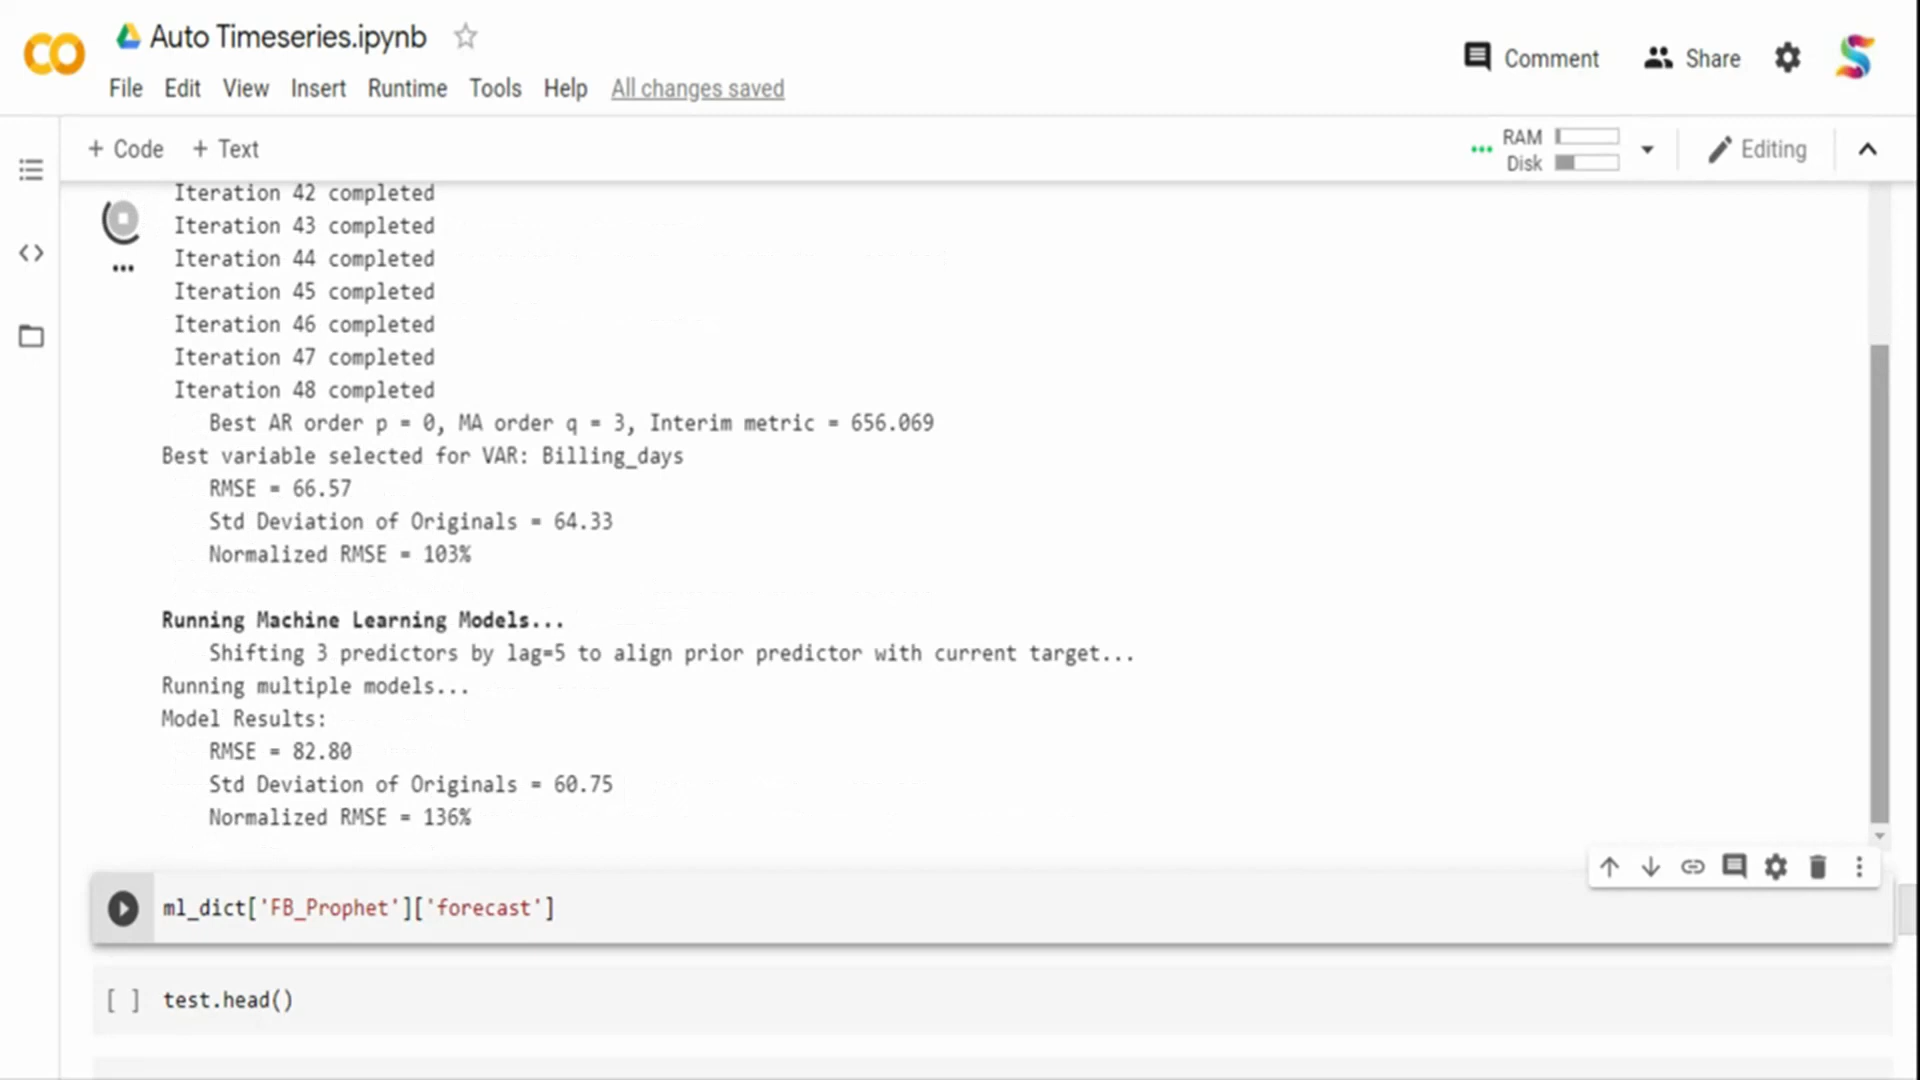 Auto Timeseries.ipynb
Comment
Share
File Edit View Insert Runtime Tools Help All changes saved
+ Code + Text
RAM
Disk
Editing
Iteration 42 completed
Iteration 43 completed
Iteration 44 completed
Iteration 45 completed
Iteration 46 completed
Iteration 47 completed
Iteration 48 completed
Best AR order p = 0, MA order q = 3, Interim metric = 656.069
Best variable selected for VAR: Billing_days
RMSE = 66.57
Std Deviation of Originals = 64.33
Normalized RMSE = 103%
Running Machine Learning Models...
Shifting 3 predictors by lag=5 to align prior predictor with current target...
Running multiple models...
Model Results:
RMSE = 82.80
Std Deviation of Originals = 60.75
Normalized RMSE = 136%
ml_dict['FB_Prophet']['forecast']
[ ] test.head()